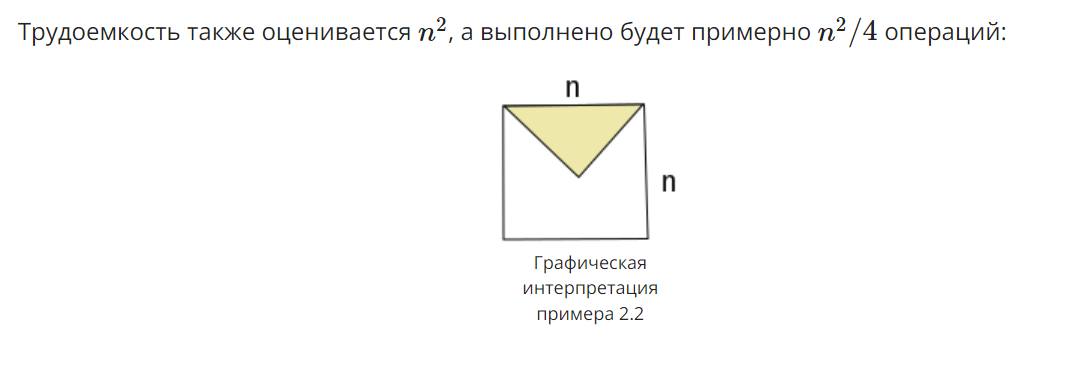 Трудоемкость также оценивается n², а выполнено будет примерно n²/4 операций:
n
n
Графическая
интерпретация
примера 2.2